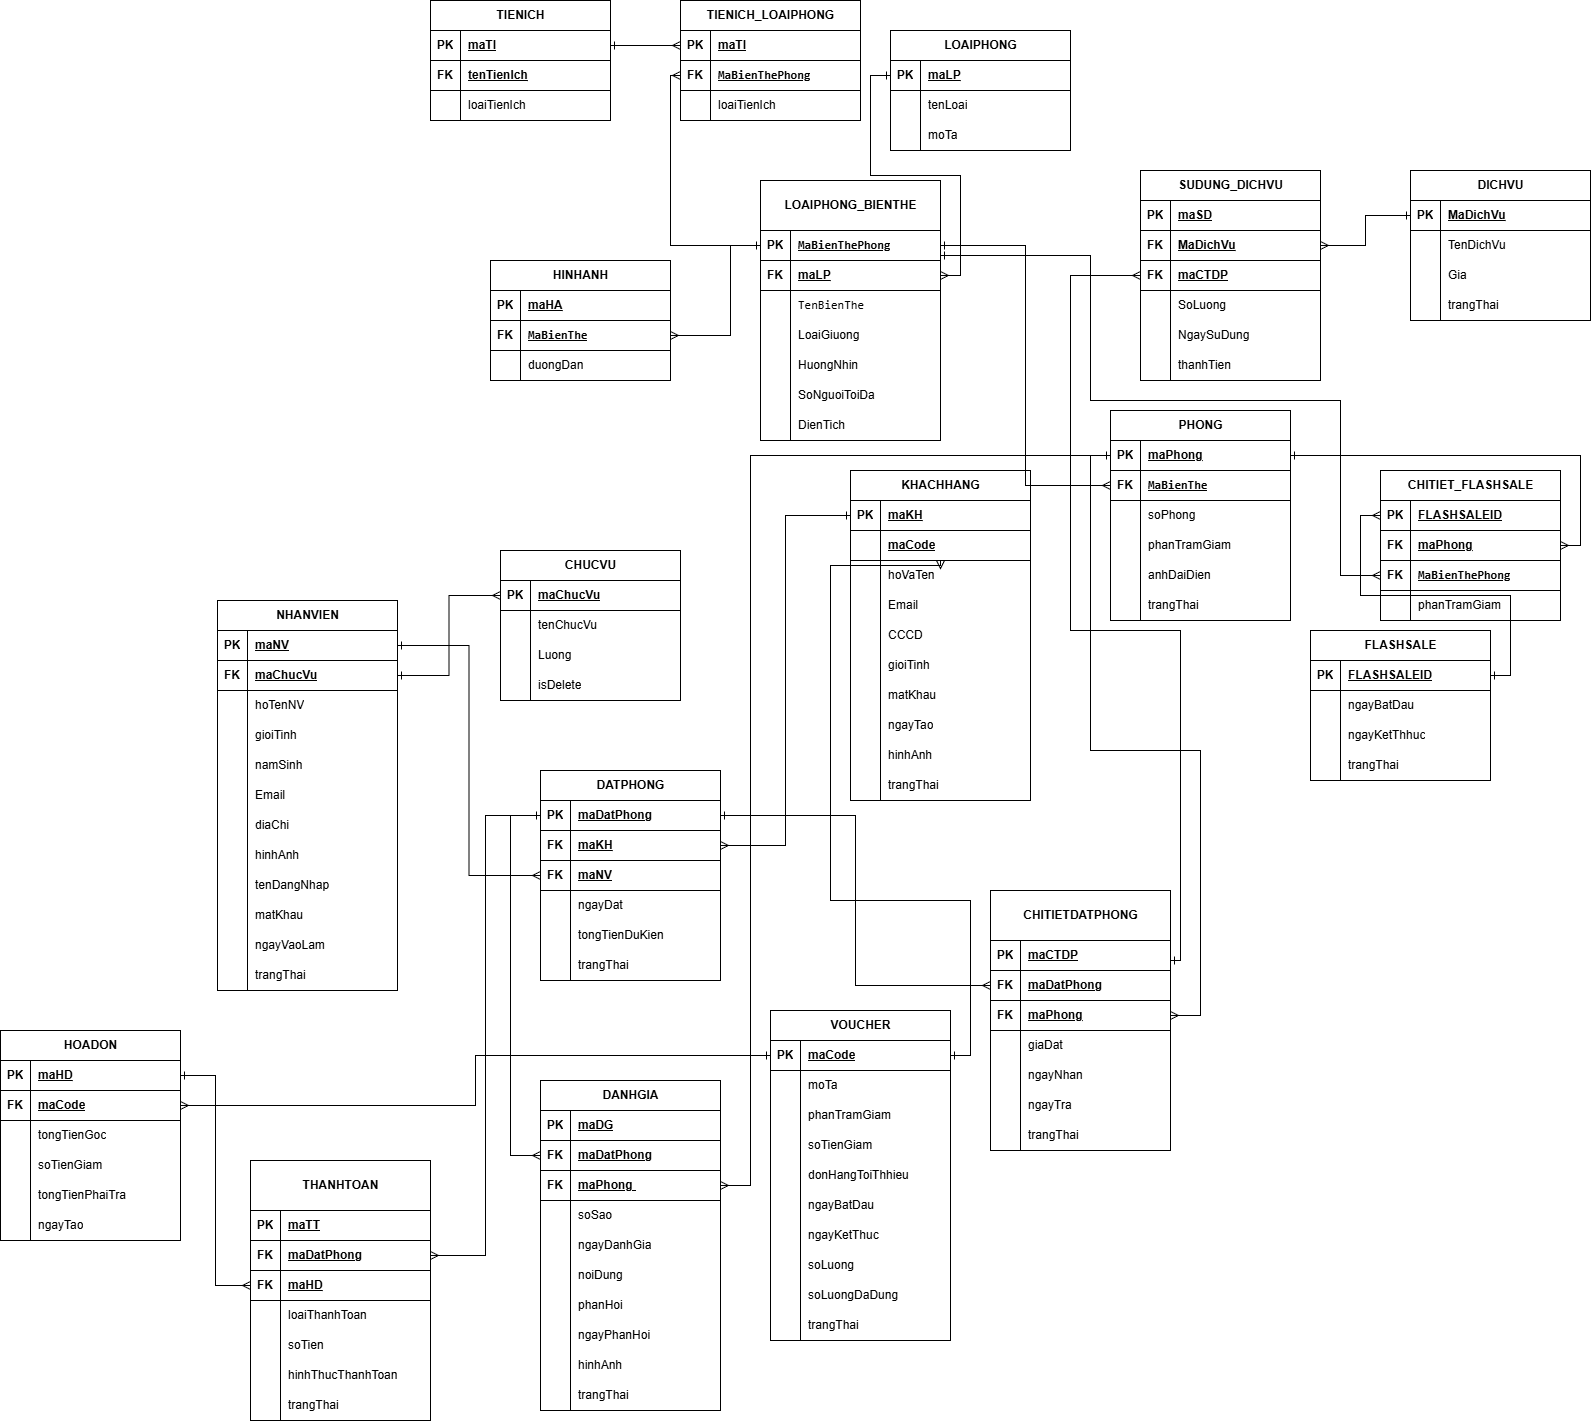 TIENICH
PK maTI
FK tenTienIch
loaiTienIch
TIENICH_LOAIPHONG
PK maTI
FK MaBienThePhong
loaiTienIch
LOAIPHONG
PK maLP
tenLoai
moTa
LOAIPHONG_BIENTHE
PK MaBienThePhong
FK maLP
TenBienThe
LoaiGiuong
HuongNhin
SoNguoiToiDa
DienTich
SUDUNG_DICHVU
PK maSD
FK MaDichVu
FK maCTDP
SoLuong
NgaySuDung
thanhTien
DICHVU
PK MaDichVu
TenDichVu
Gia
trangThai
HINHANH
PK maHA
FK MaBienThe
duongDan
PHONG
PK maPhong
FK MaBienThe
soPhong
phanTramGiam
anhDaiDien
trangThai
KHACHHANG
PK maKH
maCode
hoVaTen
Email
CCCD
gioiTinh
matKhau
ngayTao
hinhAnh
trangThai
CHITIET_FLASHSALE
PK FLASHSALEID
FK maPhong
FK MaBienThePhong
phanTramGiam
FLASHSALE
PK FLASHSALEID
ngayBatDau
ngayKetThhuc
trangThai
CHUCVU
PK maChucVu
tenChucVu
Luong
isDelete
NHANVIEN
PK maNV
FK maChucVu
hoTenNV
gioiTinh
namSinh
Email
diaChi
hinhAnh
tenDangNhap
matKhau
ngayVaoLam
trangThai
DATPHONG
PK maDatPhong
FK maKH
FK maNV
ngayDat
tongTienDuKien
trangThai
CHITIETDATPHONG
PK maCTDP
FK maDatPhong
FK maPhong
giaDat
ngayNhan
ngayTra
trangThai
VOUCHER
PK maCode
moTa
phanTramGiam
soTienGiam
donHangToiThhieu
ngayBatDau
ngayKetThuc
soLuong
soLuongDaDung
trangThai
HOADON
PK maHD
FK maCode
tongTienGoc
soTienGiam
tongTienPhaiTra
ngayTao
DANHGIA
PK maDG
FK maDatPhong
FK maPhong
soSao
ngayDanhGia
noiDung
phanHoi
ngayPhanHoi
hinhAnh
trangThai
THANHTOAN
PK maTT
FK maDatPhong
FK maHD
loaiThanhToan
soTien
hinhThucThanhToan
trangThai